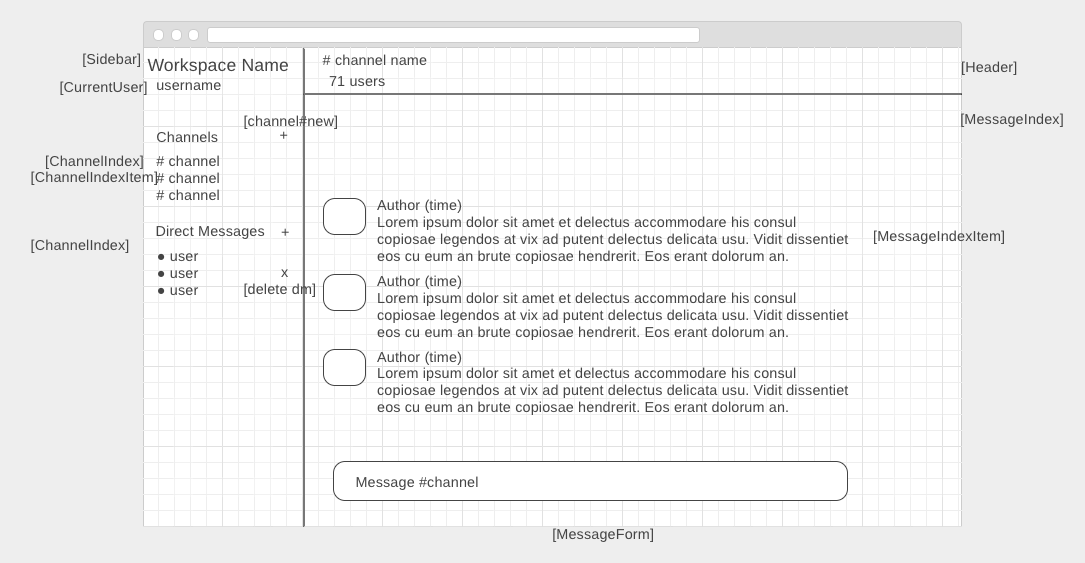 [Sidebar]
Workspace Name
[CurrentUser]
username
# channel name
71 users
[Header]
[MessageIndex]
[channel#new]
Channels +
[ChannelIndex]
# channel
[ChannelIndexItem]
# channel
# channel
Direct Messages +
[ChannelIndex]
● user
● user x
● user [delete dm]
Author (time)
Lorem ipsum dolor sit amet et delectus accommodare his consul
copiosae legendos at vix ad putent delectus delicata usu. Vidit dissentiet
eos cu eum an brute copiosae hendrerit. Eos erant dolorum an.
[MessageIndexItem]
Author (time)
Lorem ipsum dolor sit amet et delectus accommodare his consul
copiosae legendos at vix ad putent delectus delicata usu. Vidit dissentiet
eos cu eum an brute copiosae hendrerit. Eos erant dolorum an.
Author (time)
Lorem ipsum dolor sit amet et delectus accommodare his consul
copiosae legendos at vix ad putent delectus delicata usu. Vidit dissentiet
eos cu eum an brute copiosae hendrerit. Eos erant dolorum an.
Message #channel
[MessageForm]